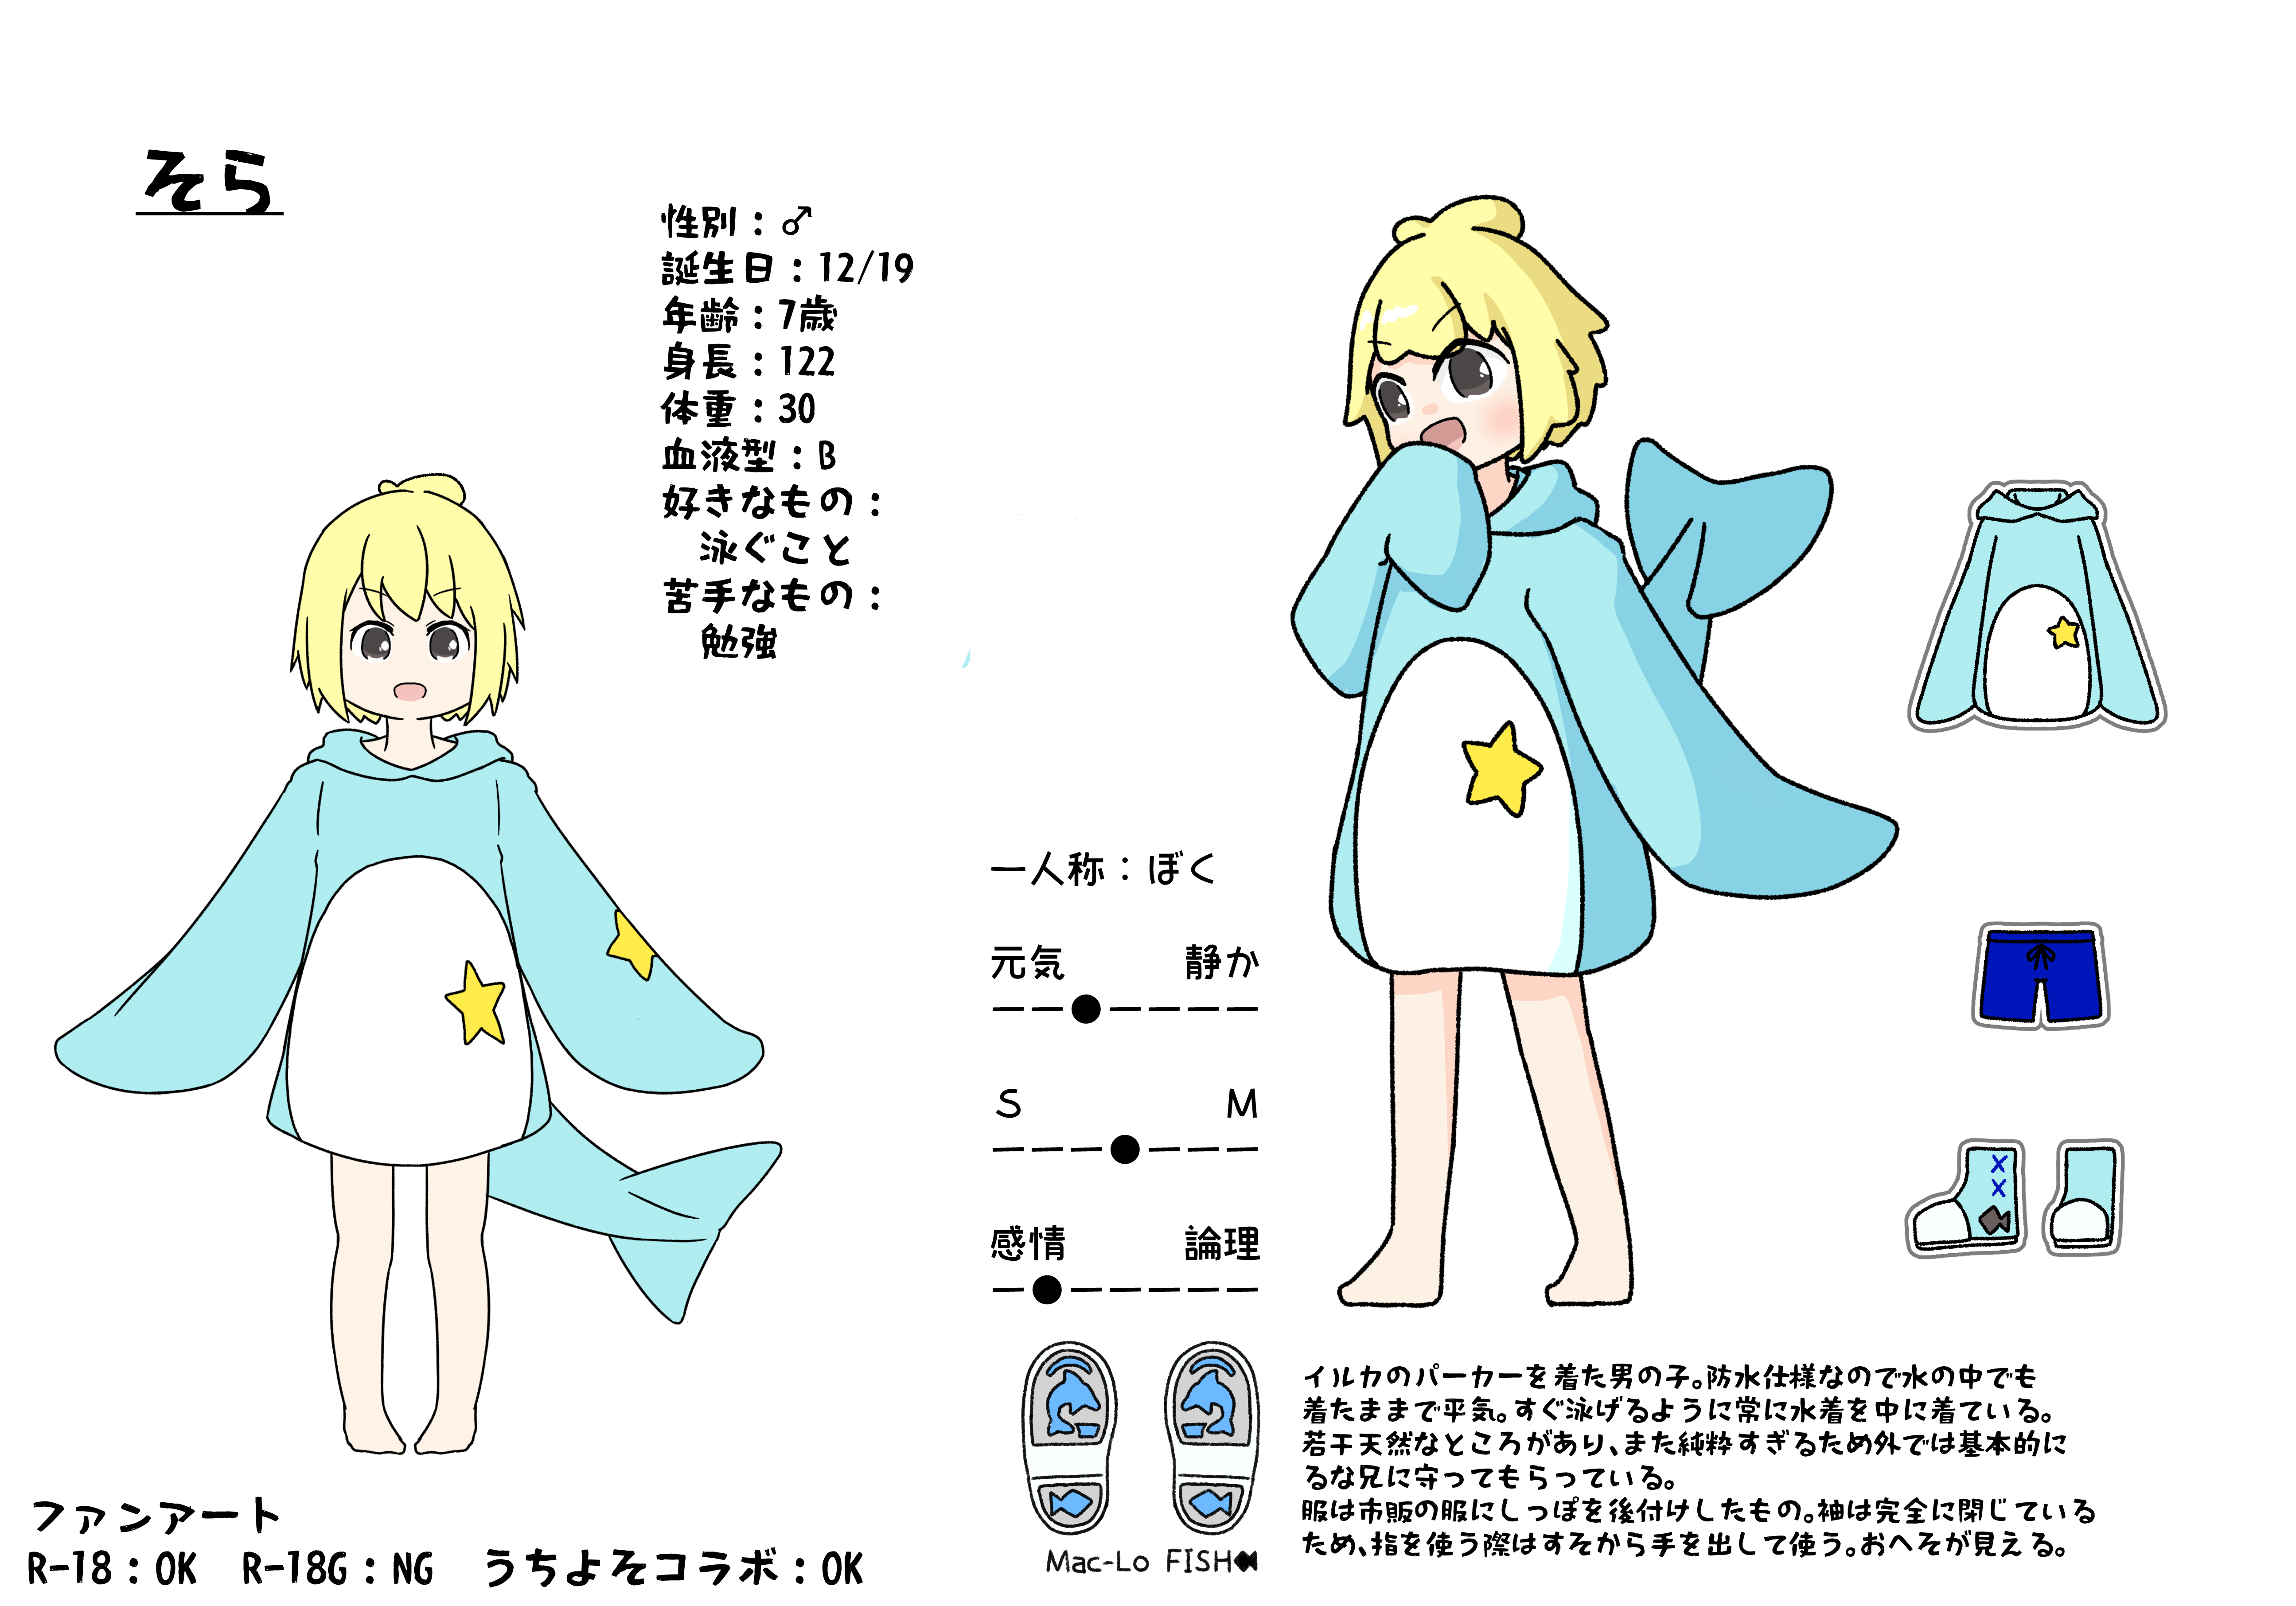 そら
性別：♂
誕生日：12/19
年齢：7歳
身長：122
体重：30
血液型：B
好きなもの：
泳ぐこと
苦手なもの：
勉強
一人称：ぼく
元気 静か
S M
感情 論理
Mac-Lo FISH
イルカのパーカーを着た男の子。防水仕様なので水の中でも
着たままで平気。すぐ泳げるように常に水着を中に着ている。
若干天然なところがあり、また純粋すぎるため外では基本的に
るな兄に守ってもらっている。
服は市販の服にしっぽを後付けしたもの。袖は完全に閉じている
ため、指を使う際はすそから手を出して使う。おへそが見える。
ファンアート
R-18：OK R-18G：NG うちよそコラボ：OK